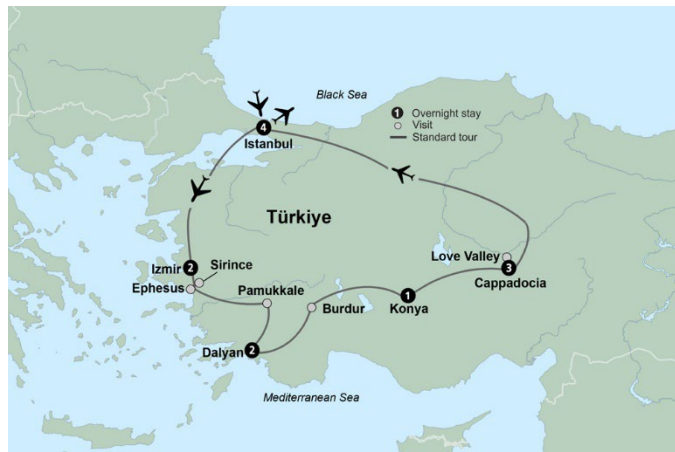 Black Sea
1 Overnight stay
Visit
Standard tour
4
Istanbul
Türkiye
Love Valley
3
Cappadocia
Izmir
2
Sirince
Ephesus
Pamukkale
Burdur
1
Konya
Dalyan
2
Mediterranean Sea